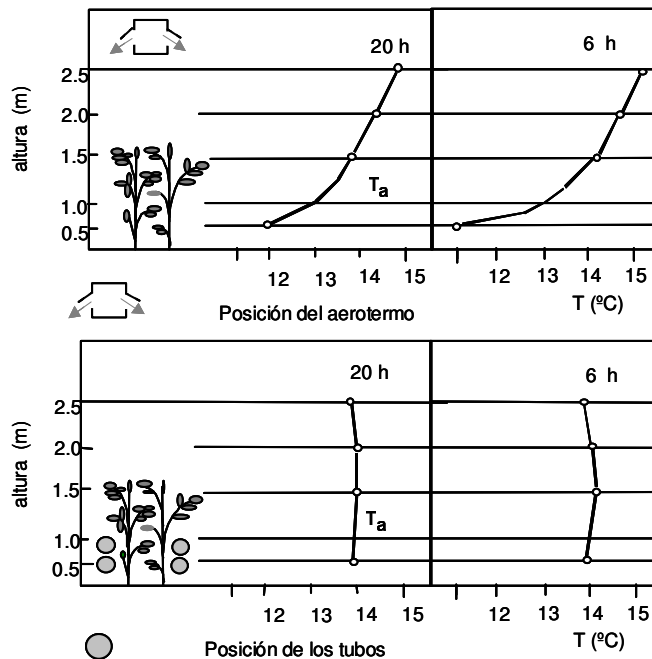 20 h
6 h
altura (m)
2.5
2.0
1.5
1.0
0.5
Ta
12 13 14 15
12 13 14 15
Posición del aerotermo
T (ºC)
20 h
6 h
altura (m)
2.5
2.0
1.5
1.0
0.5
Ta
12 13 14 15
12 13 14 15
Posición de los tubos
T (ºC)